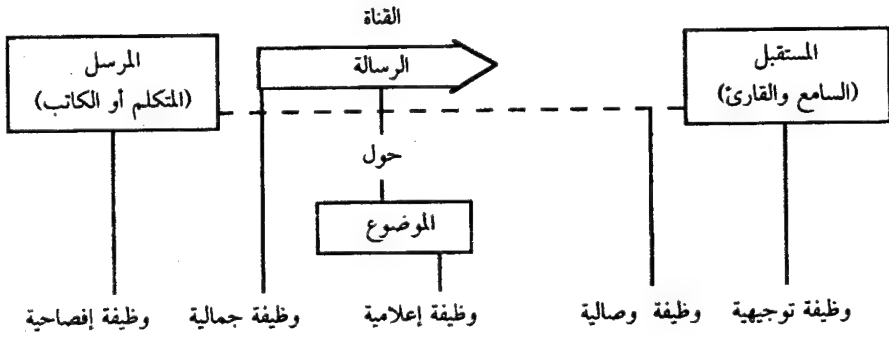 القناة
المستقبل
(السامع والقارئ)
الرسالة
المرسل
(المتكلم أو الكاتب)
حول
الموضوع
وظيفة توجيهية
وظيفة وصالية
وظيفة إعلامية
وظيفة جمالية
وظيفة إفصاحية